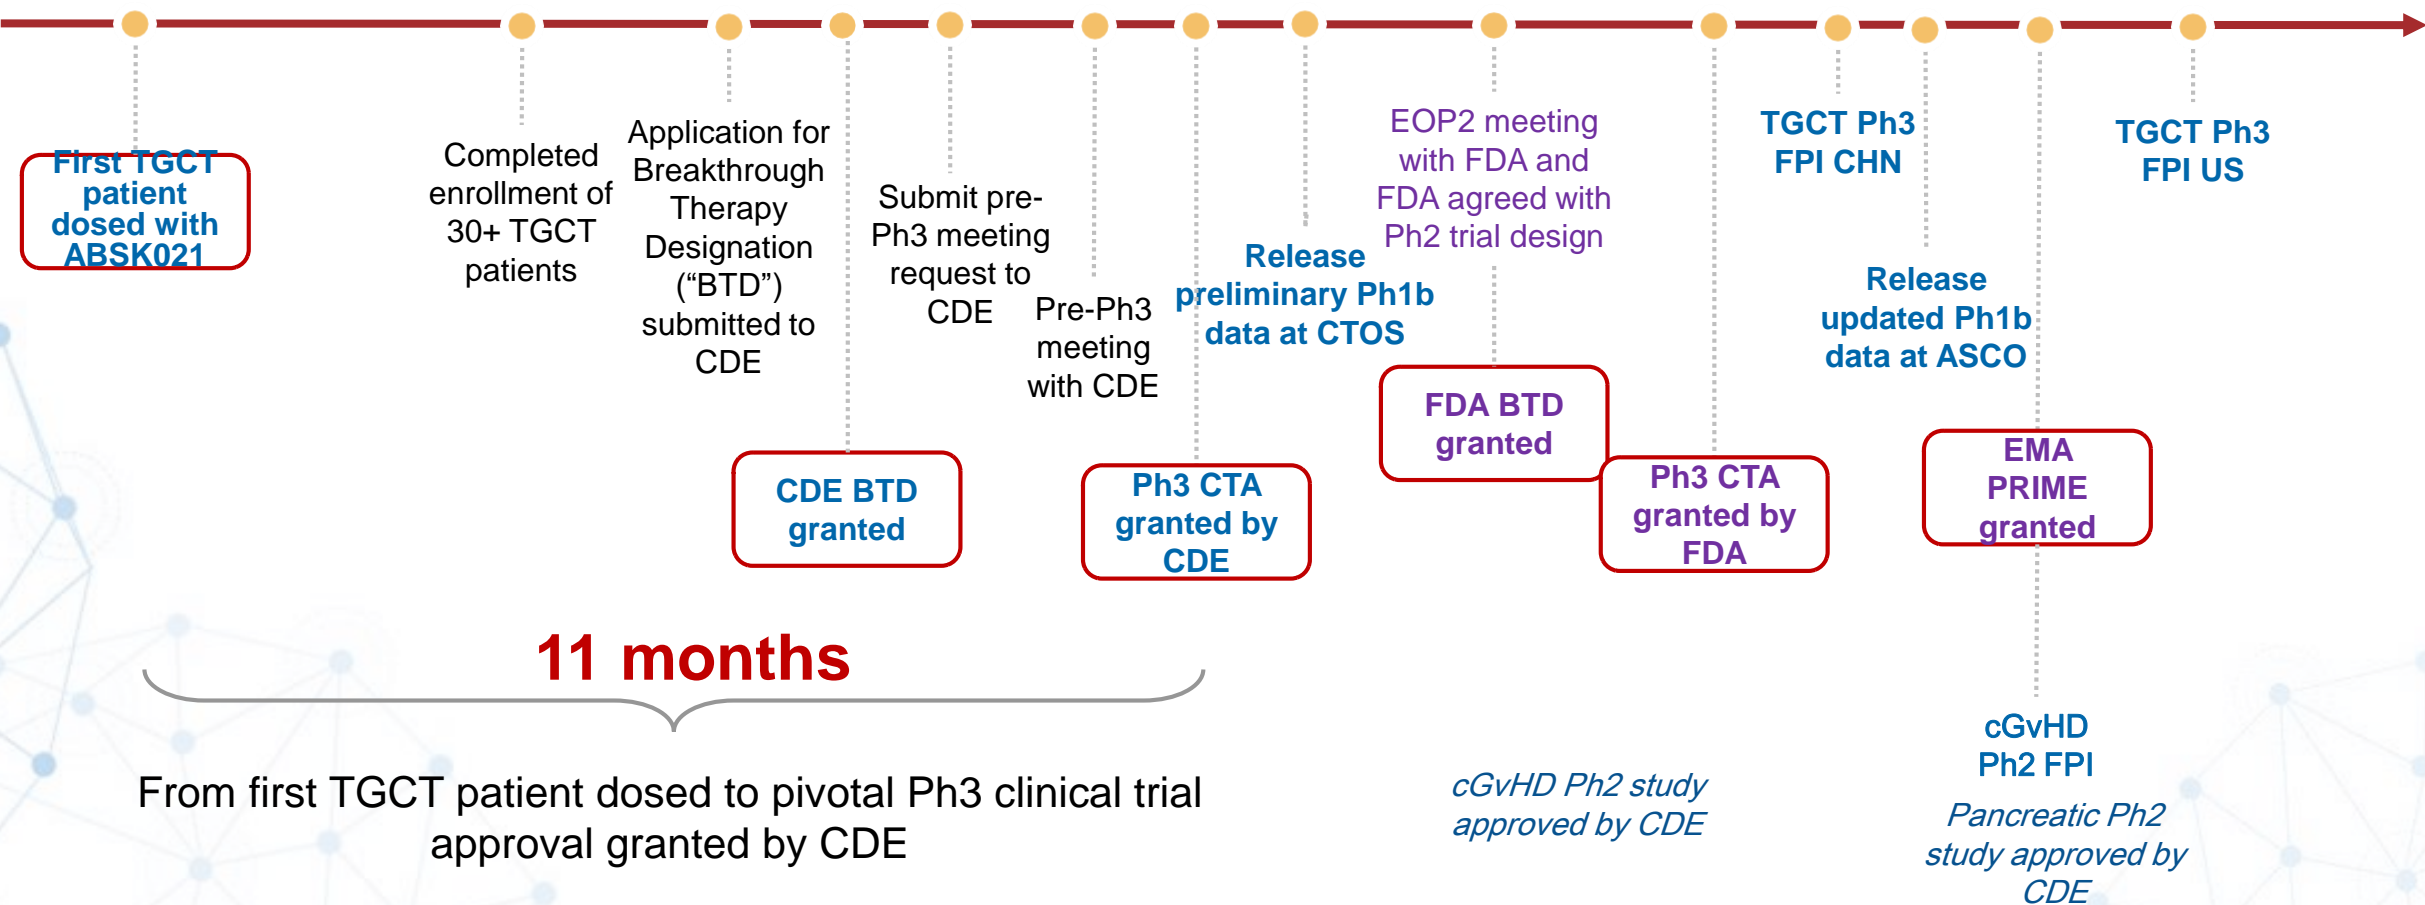 First TGCT
patient
dosed with
ABSK021
Completed
enrollment of
30+ TGCT
patients
Application for
Breakthrough
Therapy
Designation
(“BTD”)
submitted to
CDE
CDE BTD
granted
Submit pre-
Ph3 meeting
request to
CDE
Pre-Ph3
meeting
with CDE
Ph3 CTA
granted by
CDE
Release
preliminary Ph1b
data at CTOS
EOP2 meeting
with FDA and
FDA agreed with
Ph2 trial design
FDA BTD
granted
Ph3 CTA
granted by
FDA
TGCT Ph3
FPI CHN
Release
updated Ph1b
data at ASCO
EMA
PRIME
granted
TGCT Ph3
FPI US
11 months
From first TGCT patient dosed to pivotal Ph3 clinical trial
approval granted by CDE
cGvHD Ph2 study
approved by CDE
cGvHD
Ph2 FPI
Pancreatic Ph2
study approved by
CDE